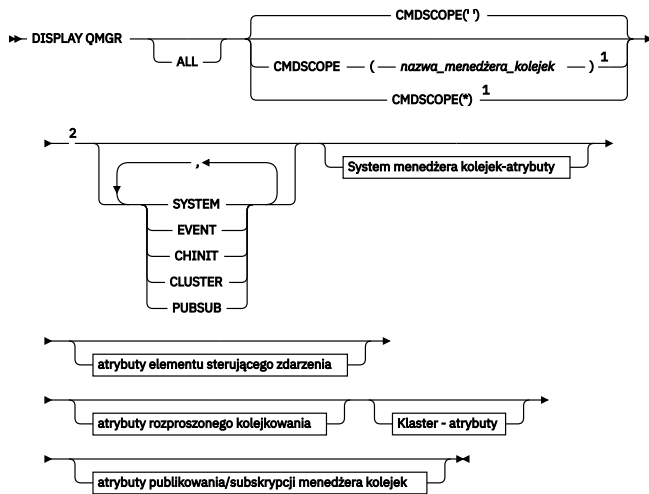 CMDSCOPE(' ')
DISPLAY QMGR
ALL
CMDSCOPE ( nazwa_menedżera_kolejek ) 1
CMDSCOPE(*) 1
2
,
SYSTEM
EVENT
CHINIT
CLUSTER
PUBSUB
System menedżera kolejek-atrybuty
atrybuty elementu sterującego zdarzenia
atrybuty rozproszonego kolejkowania
Klaster - atrybuty
atrybuty publikowania/subskrypcji menedżera kolejek